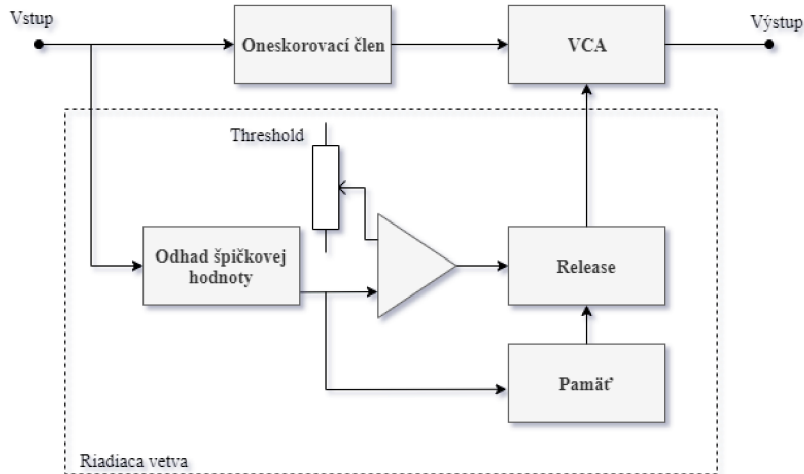 Vstup
Oneskorovací člen
VCA
Výstup
Threshold
Odhad špičkovej
hodnoty
Release
Pamäť
Riadiaca vetva